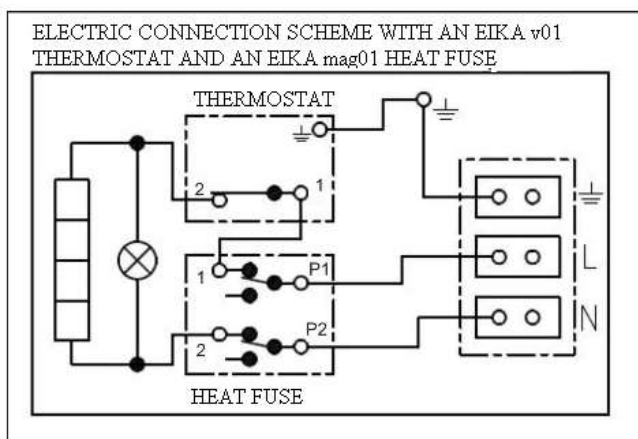 ELECTRIC CONNECTION SCHEME WITH AN EIKA v01
THERMOSTAT AND AN EIKA mag01 HEAT FUSE
THERMOSTAT
2
1
1
P1
L
2
P2
N
HEAT FUSE